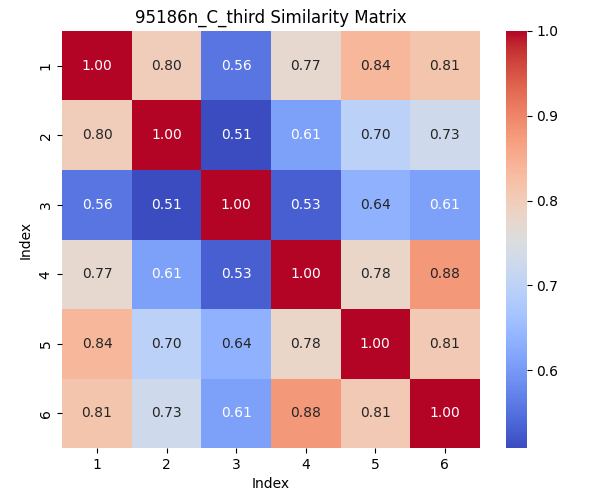 95186n_C_third Similarity Matrix
1 1.00 0.80 0.56 0.77 0.84 0.81
2 0.80 1.00 0.51 0.61 0.70 0.73
3 0.56 0.51 1.00 0.53 0.64 0.61
4 0.77 0.61 0.53 1.00 0.78 0.88
5 0.84 0.70 0.64 0.78 1.00 0.81
6 0.81 0.73 0.61 0.88 0.81 1.00
1 2 3 4 5 6
Index
Index
1.0
0.9
0.8
0.7
0.6